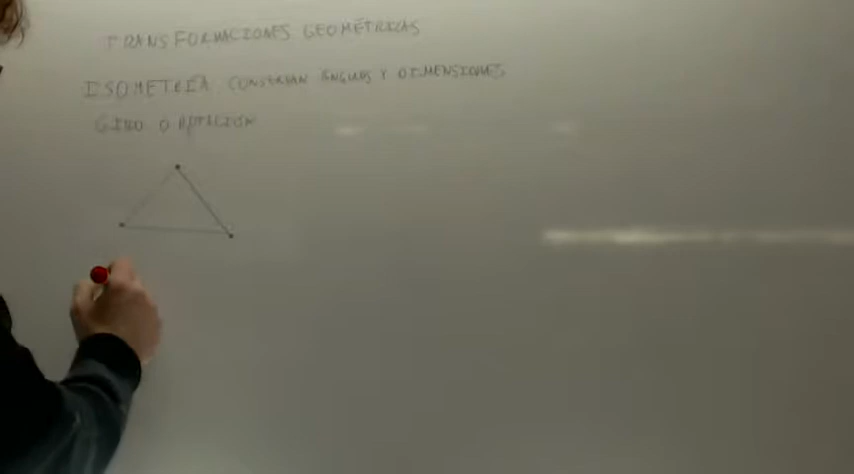 TRANSFORMACIONES GEOMÉTRICAS
ISOMETRÍA CONSERVAN ÁNGULOS Y DIMENSIONES
GIRO O ROTACIÓN